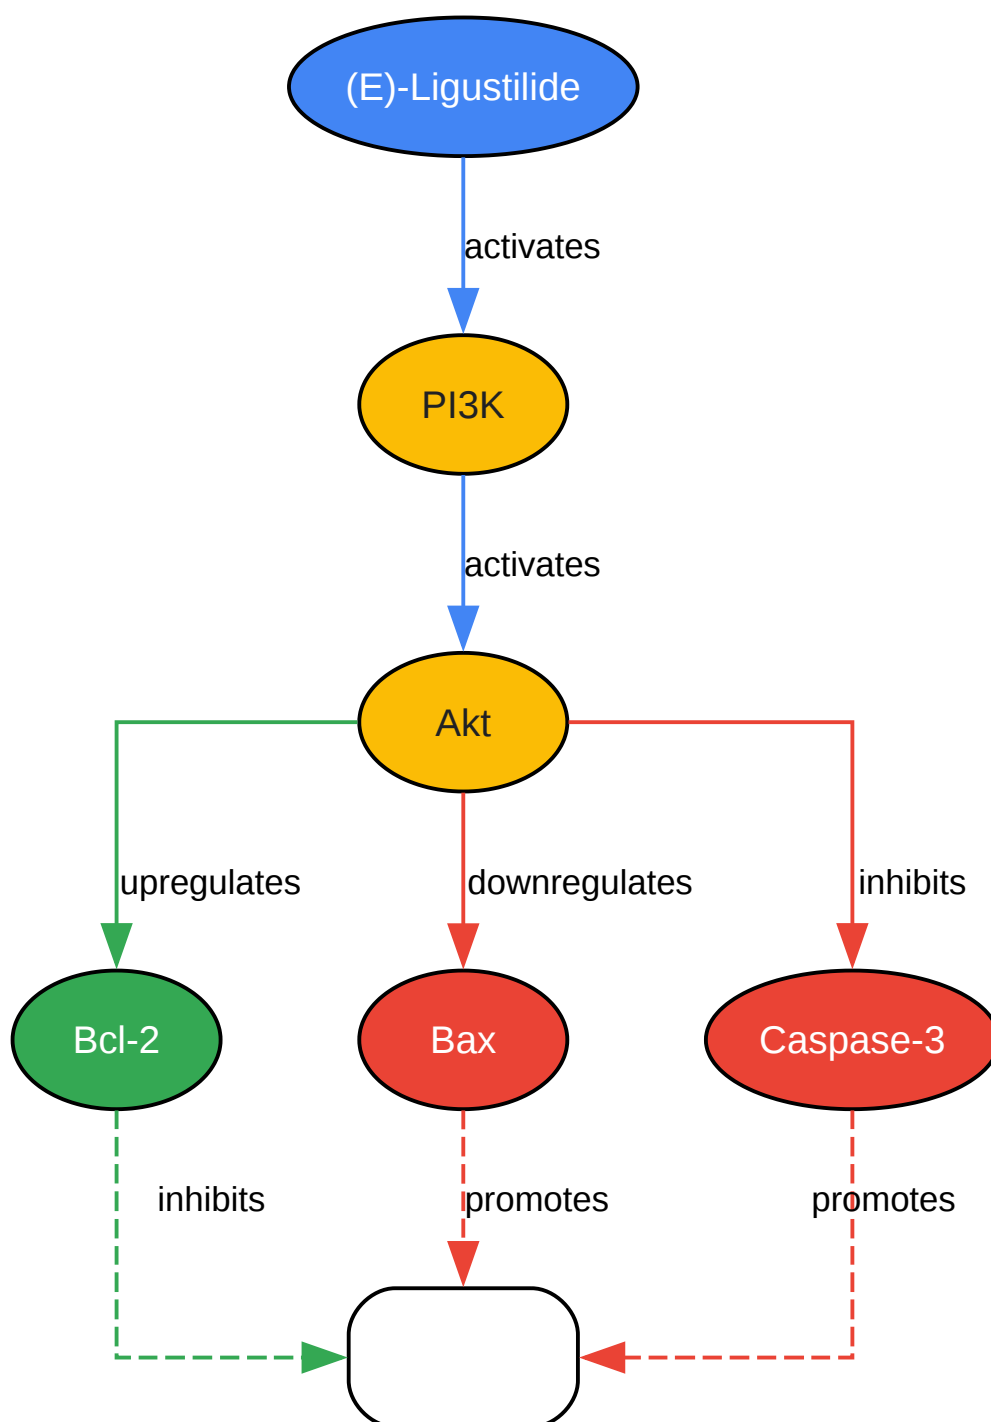 (E)-Ligustilide
activates
PI3K
activates
Akt
upregulates
downregulates
inhibits
Bcl-2
Bax
Caspase-3
inhibits
promotes
promotes